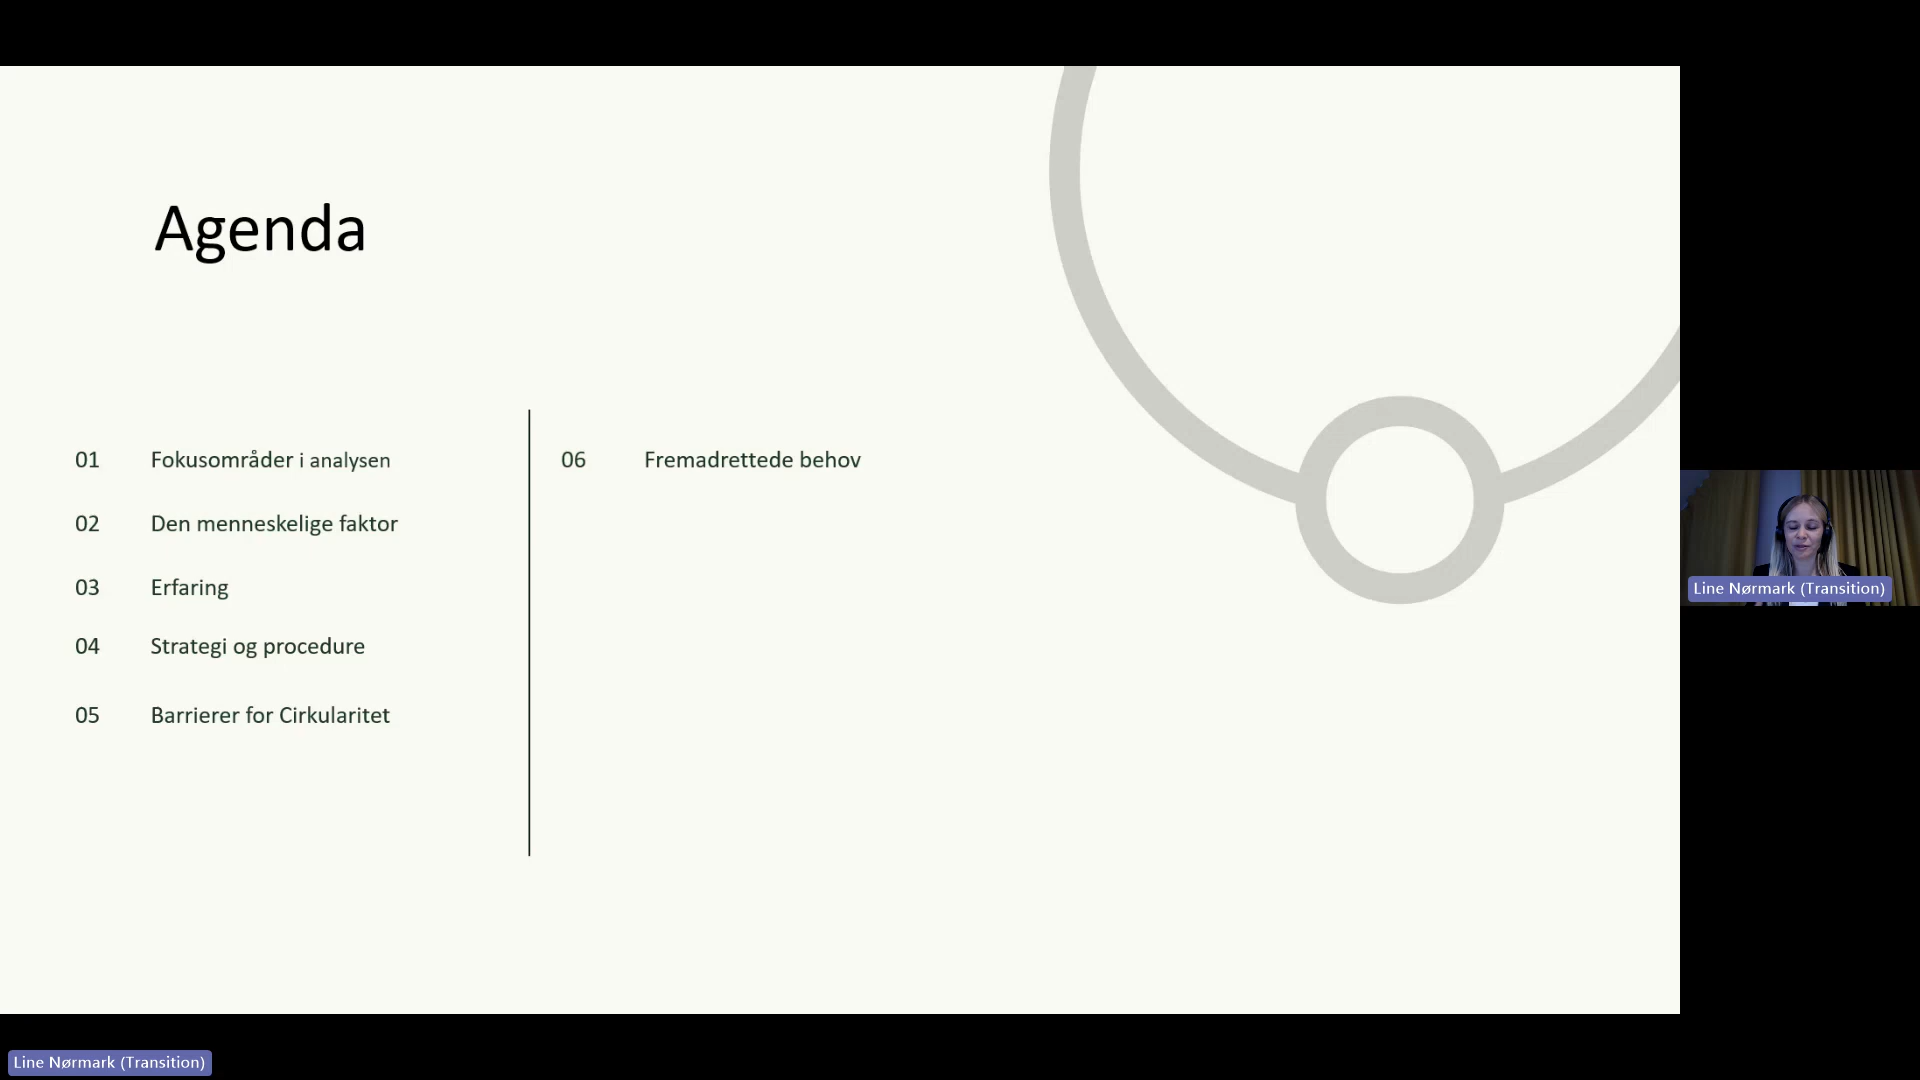 Agenda
01 Fokusområder i analysen
02 Den menneskelige faktor
03 Erfaring
04 Strategi og procedure
05 Barrierer for Cirkularitet
06 Fremadrettede behov
Line Nørmark (Transition)
Line Nørmark (Transition)